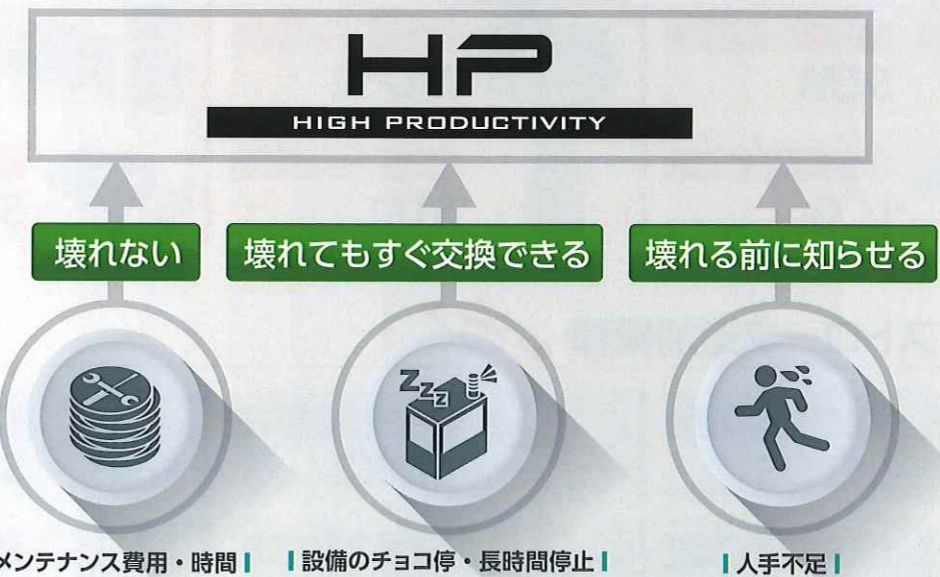 HP
HIGH PRODUCTIVITY
壊れない
壊れてもすぐ交換できる
壊れる前に知らせる
Zzz
メンテナンス費用・時間
設備のチョコ停・長時間停止
人手不足